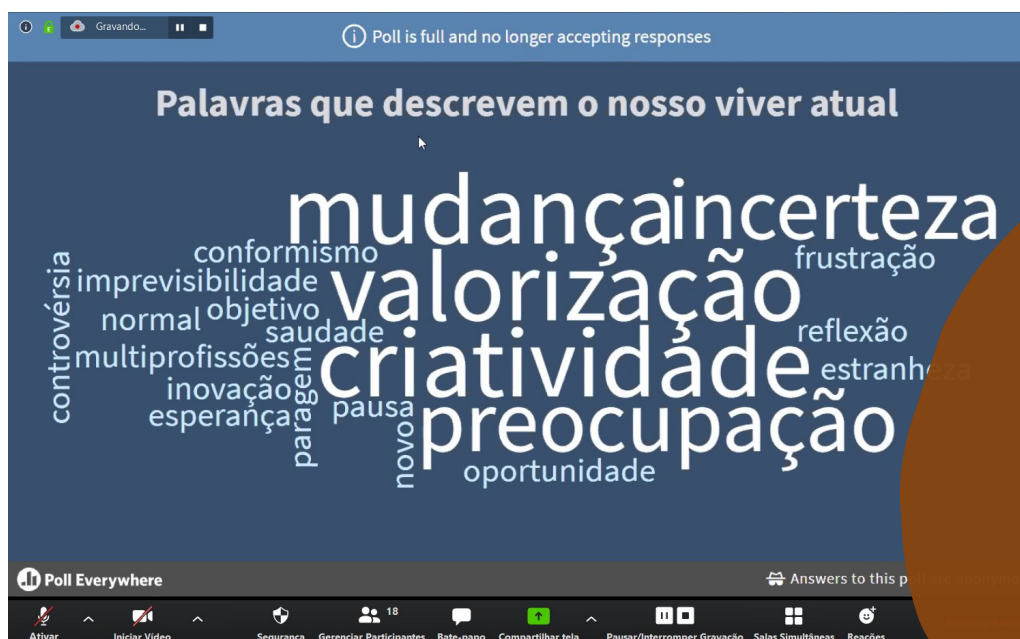 Gravando...
Poll is full and no longer accepting responses
Palavras que descrevem o nosso viver atual
mudança incerteza
conformismo
frustração
controvérsia
imprevisibilidade
valorização
normal
objetivo
saudade
reflexão
multiprofissões
criatividade
estranheza
inovação
paragem
esperança
pausa
novo
preocupação
oportunidade
Poll Everywhere
Answers to this poll are anonymous
Ativar
Iniciar Vídeo
Segurança
Gerenciar Participantes
18
Bate-papo
Compartilhar tela
Pausar/Interromper Gravação
Salas Simultâneas
Reações